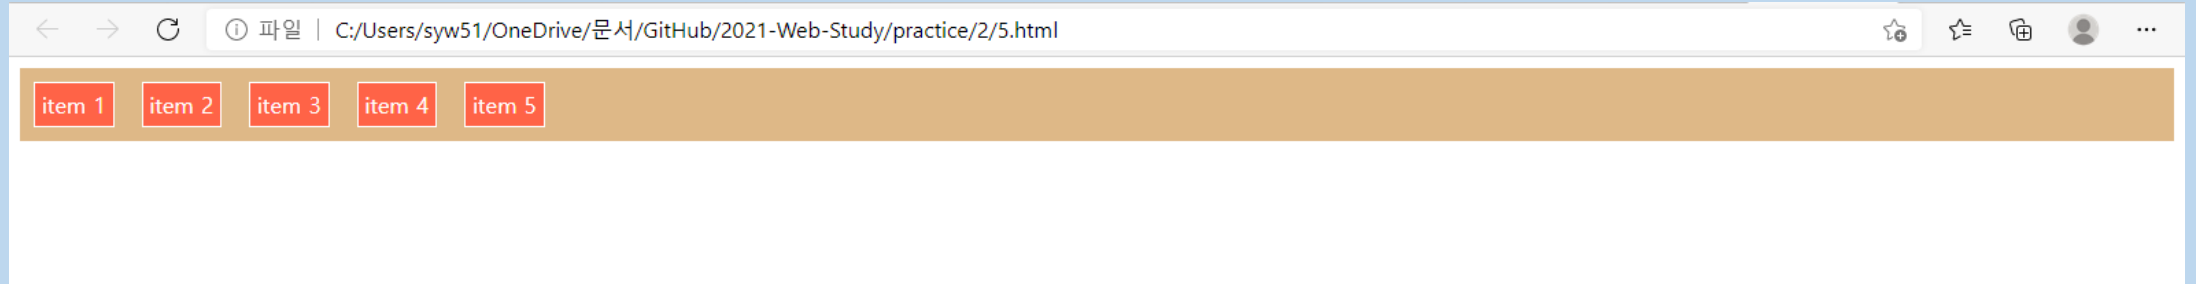 파일 C:/Users/syw51/OneDrive/문서/GitHub/2021-Web-Study/practice/2/5.html
item 1 item 2 item 3 item 4 item 5